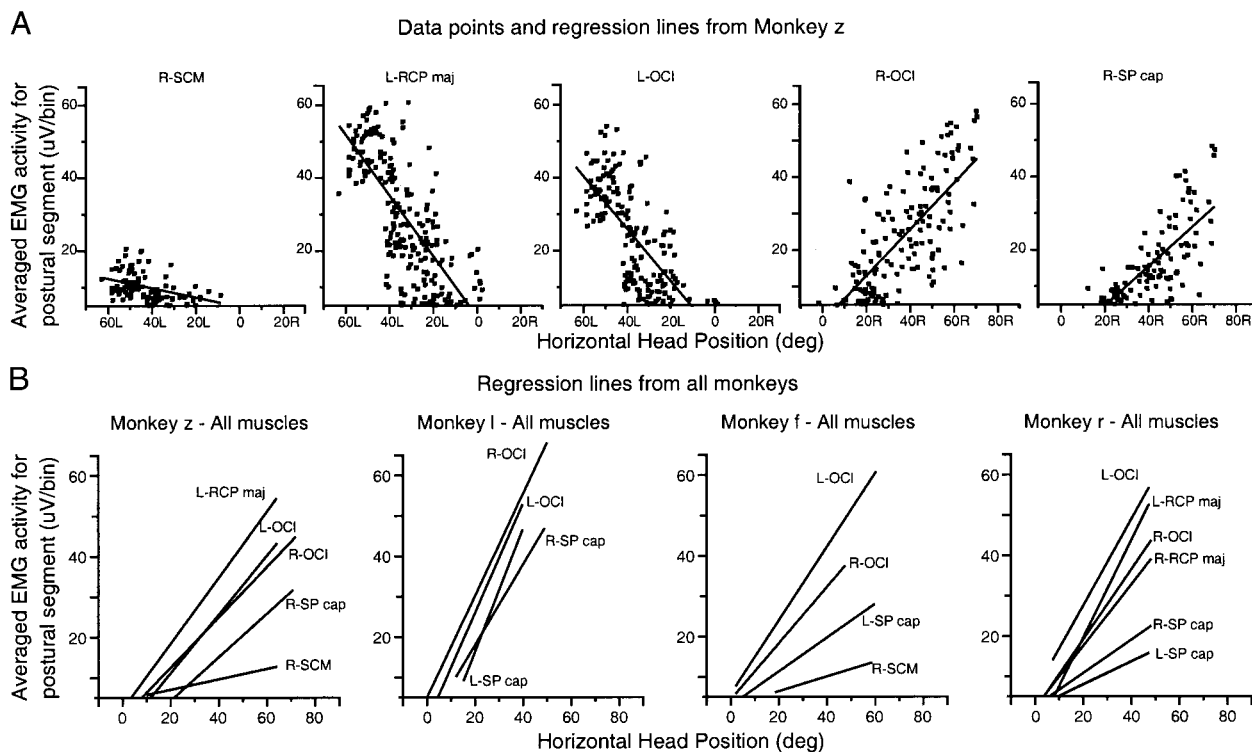 A
Data points and regression lines from Monkey z
R-SCM
L-RCP maj
L-OCI
R-OCI
R-SP cap
Averaged EMG activity for
postural segment (uV/bin)
60
40
20
60
40
20
60
40
20
60
40
20
60
40
20
60L 40L 20L 0 20R
60L 40L 20L 0 20R
60L 40L 20L 0 20R
0 20R 40R 60R 80R
0 20R 40R 60R 80R
Horizontal Head Position (deg)
B
Regression lines from all monkeys
Monkey z - All muscles
Monkey l - All muscles
Monkey f - All muscles
Monkey r - All muscles
Averaged EMG activity for
postural segment (uV/bin)
60
40
20
L-RCP maj
L-OCI
R-OCI
R-SP cap
R-SCM
0 20 40 60 80
60
40
20
R-OCI
L-OCI
R-SP cap
L-SP cap
0 20 40 60 80
60
40
20
L-OCI
R-OCI
L-SP cap
R-SCM
0 20 40 60 80
60
40
20
L-OCI
L-RCP maj
R-OCI
R-RCP maj
R-SP cap
L-SP cap
0 20 40 60 80
Horizontal Head Position (deg)